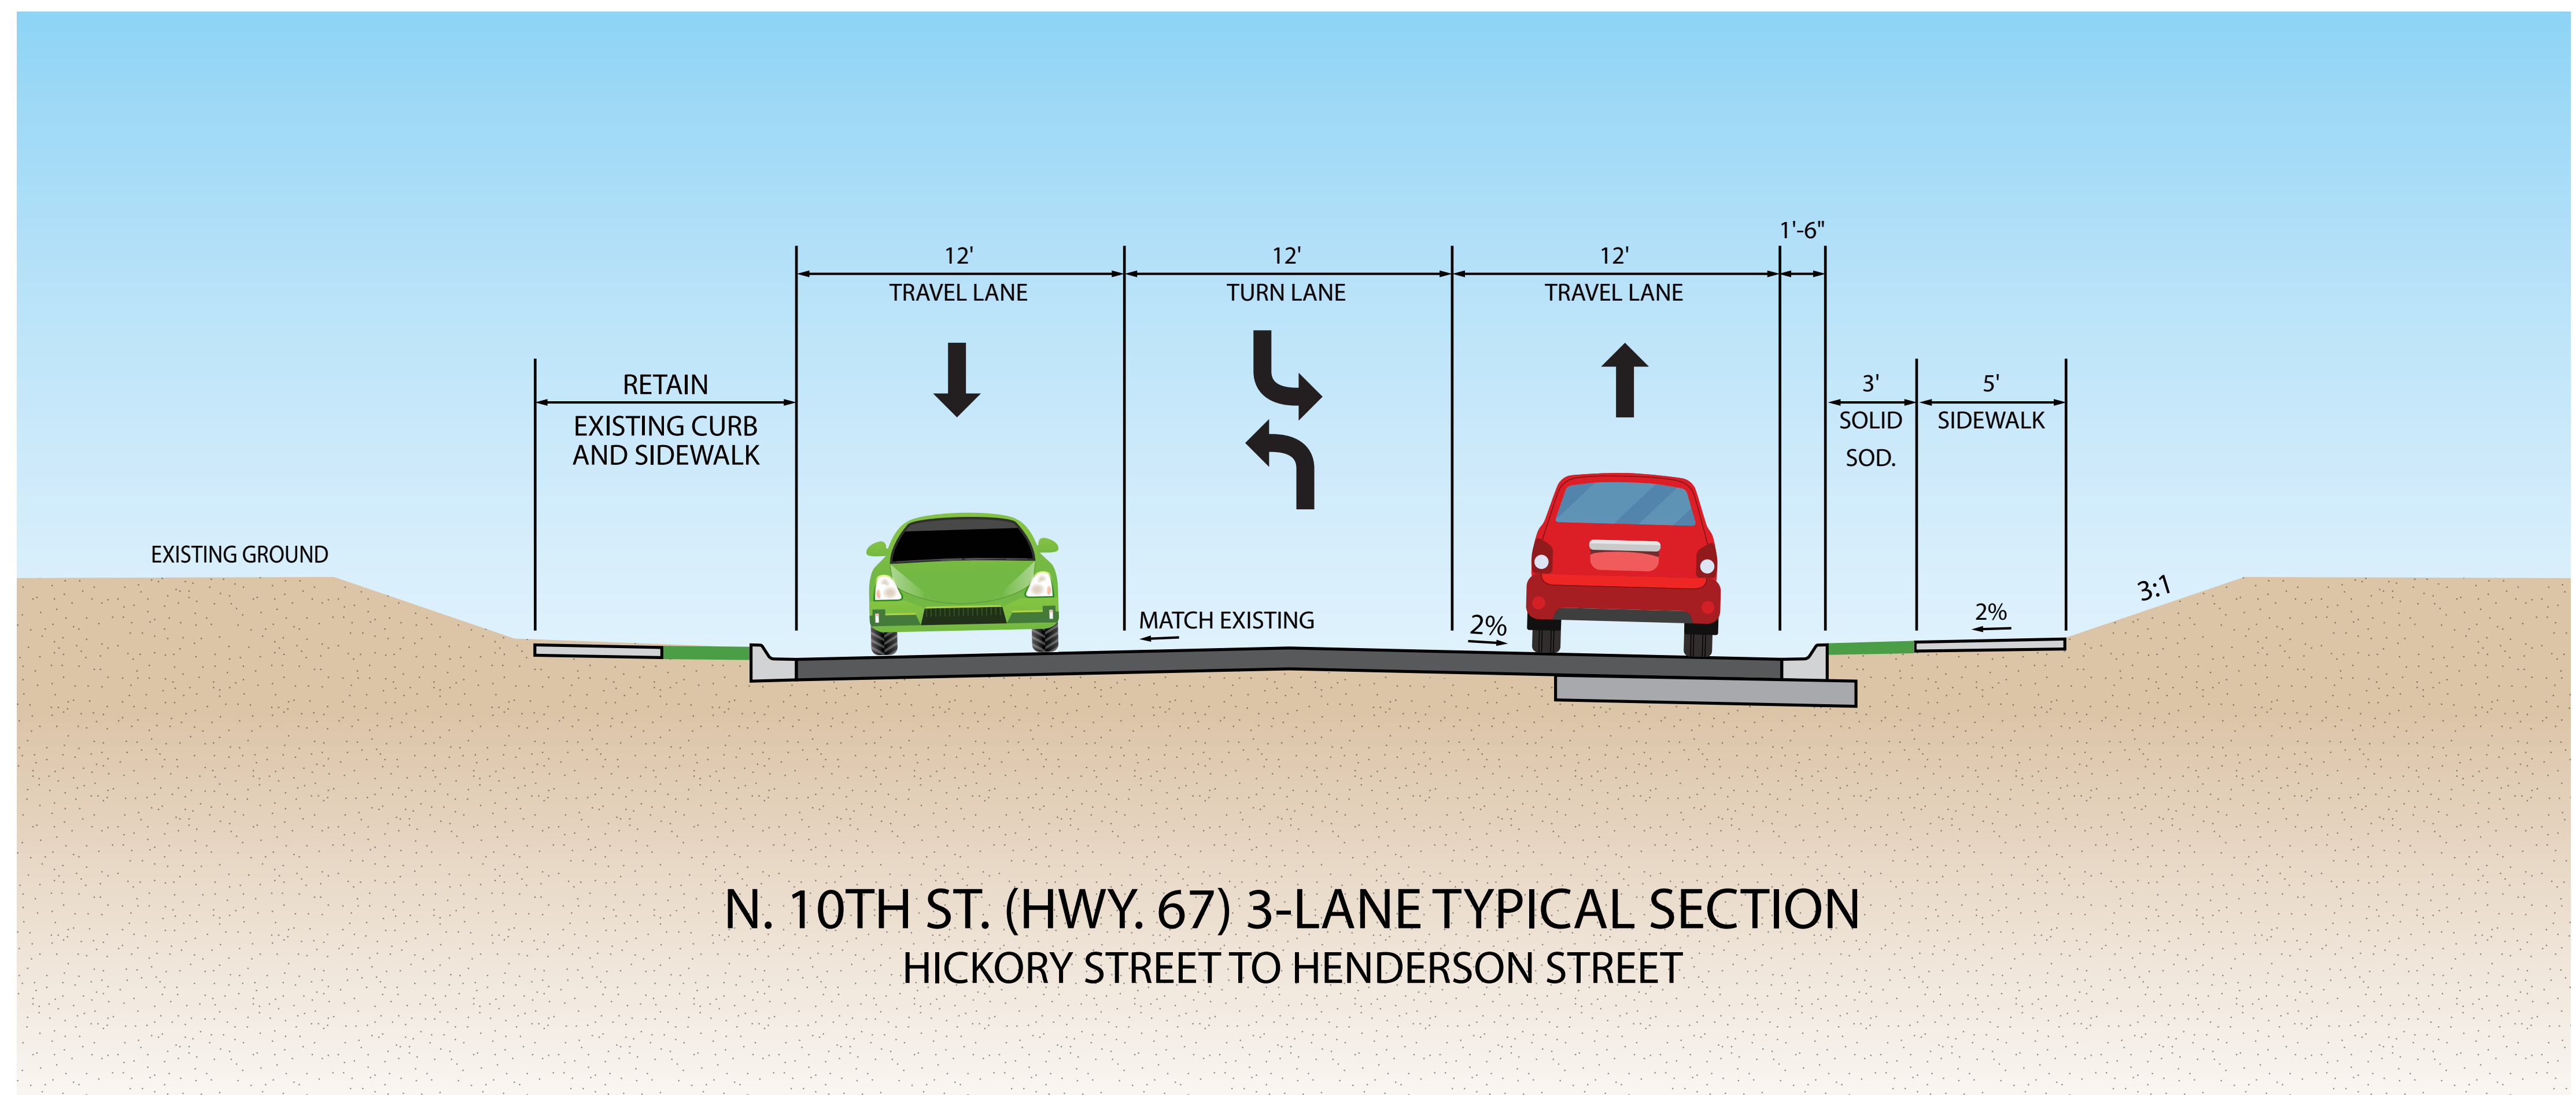 1'-6"
12'
12'
12'
TRAVEL LANE
TURN LANE
TRAVEL LANE
RETAIN
EXISTING CURB
AND SIDEWALK
3'
SOLID
SOD.
5'
SIDEWALK
EXISTING GROUND
MATCH EXISTING
2%
2%
3:1
N. 10TH ST. (HWY. 67) 3-LANE TYPICAL SECTION
HICKORY STREET TO HENDERSON STREET